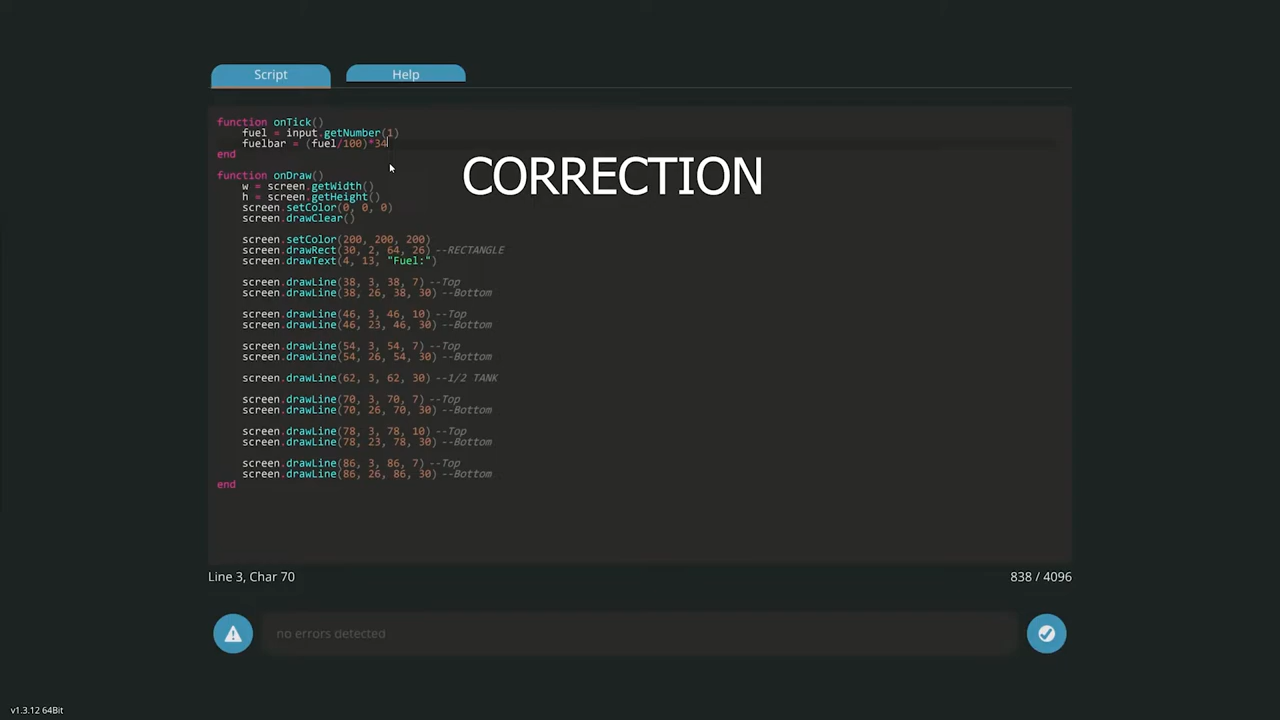 Script
Help
function onTick()
    fuel = input.getNumber(1)
    fuelbar = (fuel/100)*34
end
CORRECTION
function onDraw()
    w = screen.getWidth()
    h = screen.getHeight()
    screen.setColor(0, 0, 0)
    screen.drawClear()
    screen.setColor(200, 200, 200)
    screen.drawRect(30, 2, 64, 26) --RECTANGLE
    screen.drawText(4, 13, "Fuel:")
    screen.drawLine(38, 3, 38, 7) --Top
    screen.drawLine(38, 26, 38, 30) --Bottom
    screen.drawLine(46, 3, 46, 10) --Top
    screen.drawLine(46, 23, 46, 30) --Bottom
    screen.drawLine(54, 3, 54, 7) --Top
    screen.drawLine(54, 26, 54, 30) --Bottom
    screen.drawLine(62, 3, 62, 30) --1/2 TANK
    screen.drawLine(70, 3, 70, 7) --Top
    screen.drawLine(70, 26, 70, 30) --Bottom
    screen.drawLine(78, 3, 78, 10) --Top
    screen.drawLine(78, 23, 78, 30) --Bottom
    screen.drawLine(86, 3, 86, 7) --Top
    screen.drawLine(86, 26, 86, 30) --Bottom
end
Line 3, Char 70
838 / 4096
no errors detected
v1.3.12 64Bit